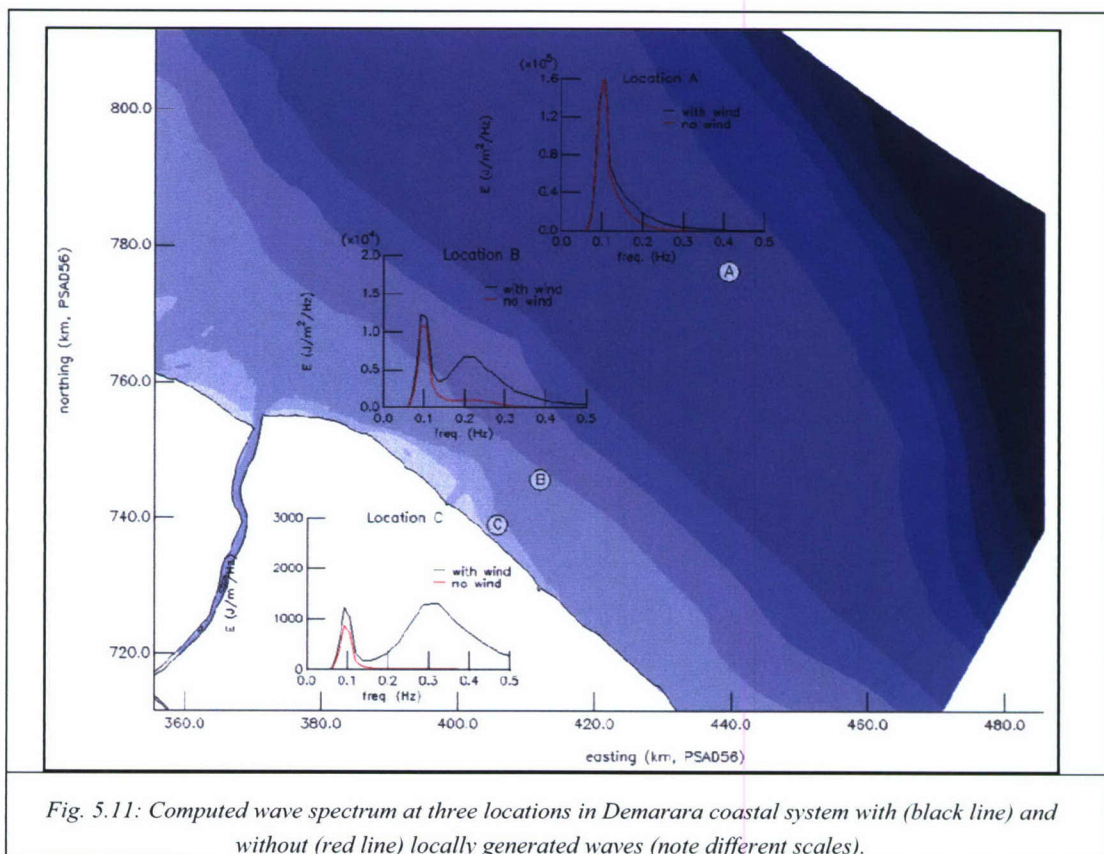 (x10⁵)
Location A
1.6
with wind
no wind
1.2
0.8
0.4
0.0
E (J/m²/Hz)
0.0 0.1 0.2 0.3 0.4 0.5
freq. (Hz)
A
(x10⁴)
Location B
2.0
with wind
no wind
1.5
1.0
0.5
0.0
E (J/m²/Hz)
0.0 0.1 0.2 0.3 0.4 0.5
freq. (Hz)
B
C
Location C
3000
with wind
no wind
2000
1000
0
E (J/m²/Hz)
0.0 0.1 0.2 0.3 0.4 0.5
freq. (Hz)
800.0
780.0
760.0
740.0
720.0
northing (km, PSAD56)
360.0 380.0 400.0 420.0 440.0 460.0 480.0
easting (km, PSAD56)
Fig. 5.11: Computed wave spectrum at three locations in Demarara coastal system with (black line) and
without (red line) locally generated waves (note different scales).